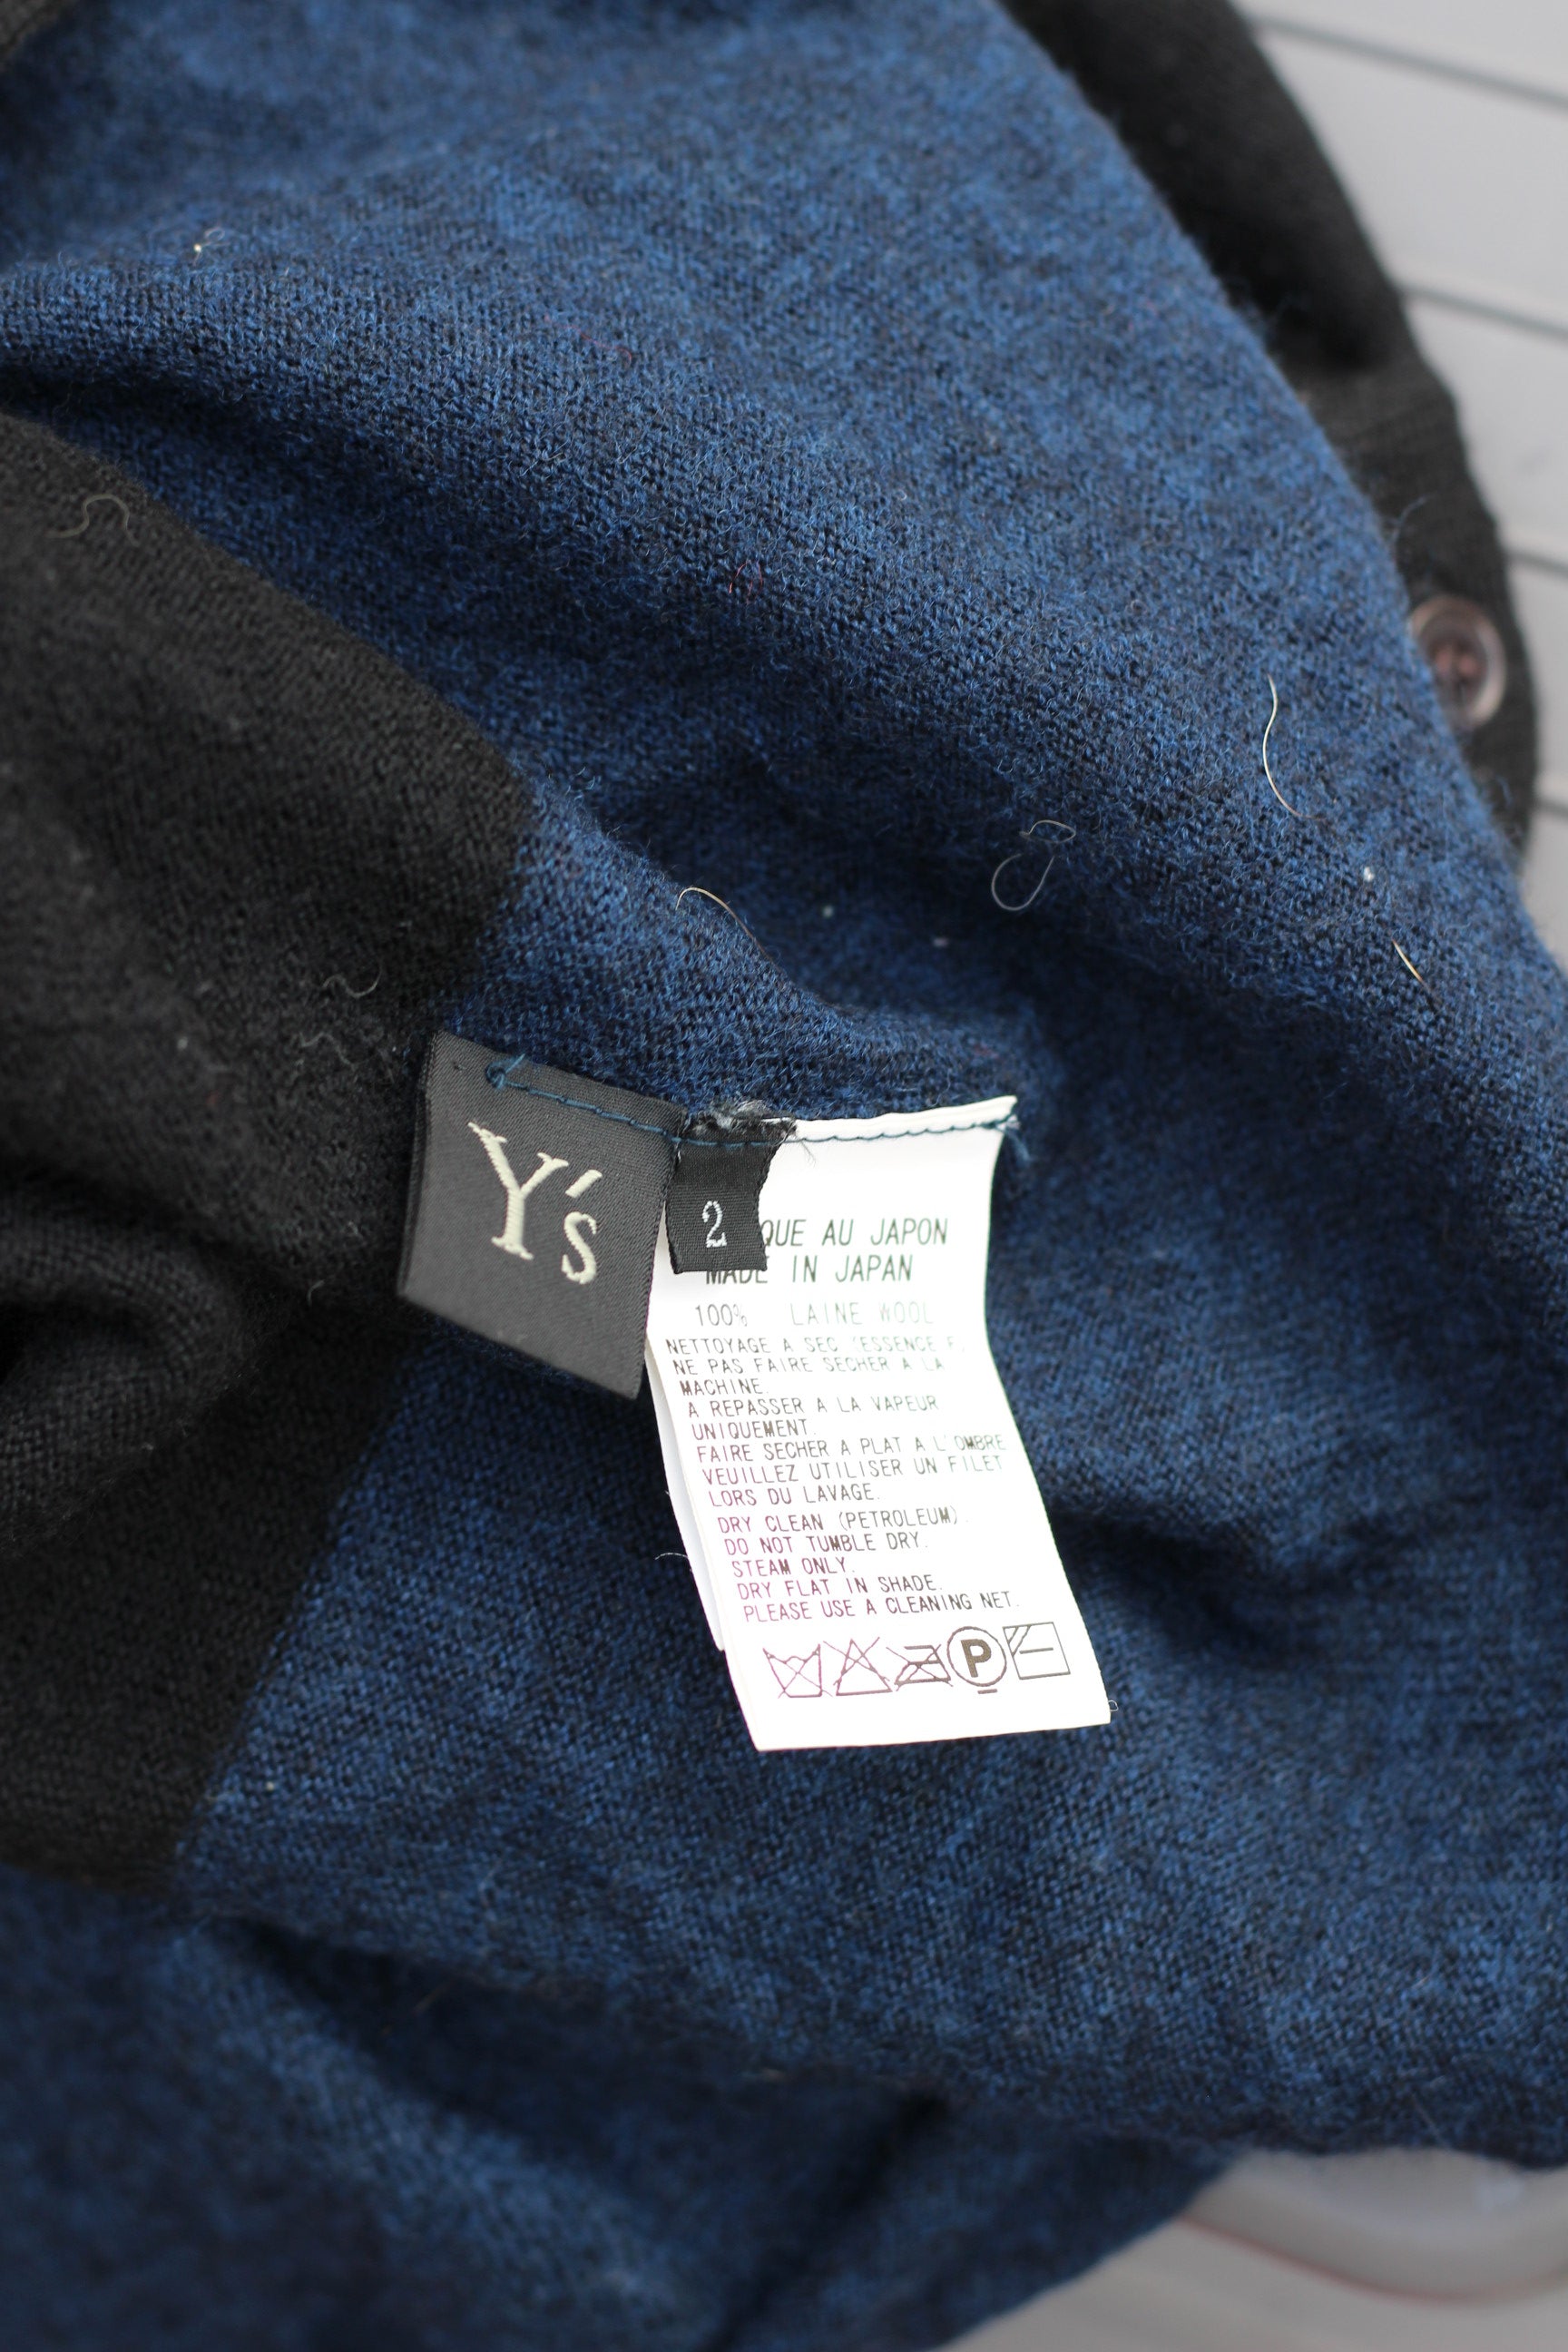 Y's
2
QUE AU JAPON
MADE IN JAPAN
100% LAINE WOOL
NETTOYAGE A SEC (ESSENCE
NE PAS FAIRE SECHER A LA
MACHINE.
A REPASSER A LA VAPEUR
UNIQUEMENT.
FAIRE SECHER A PLAT A L'OMBRE
VEUILLEZ UTILISER UN FILET
LORS DU LAVAGE.
DRY CLEAN (PETROLEUM).
DO NOT TUMBLE DRY.
STEAM ONLY.
DRY FLAT IN SHADE.
PLEASE USE A CLEANING NET.
P